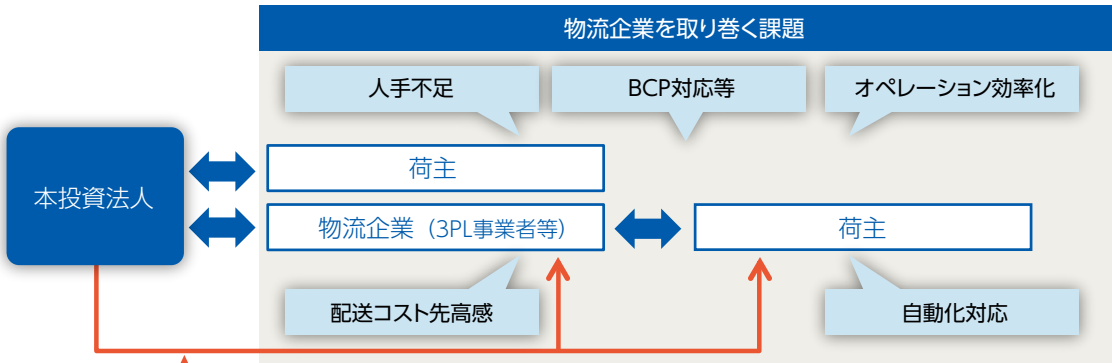 物流企業を取り巻く課題
人手不足
BCP対応等
オペレーション効率化
本投資法人
荷主
物流企業（3PL事業者等）
荷主
配送コスト先高感
自動化対応